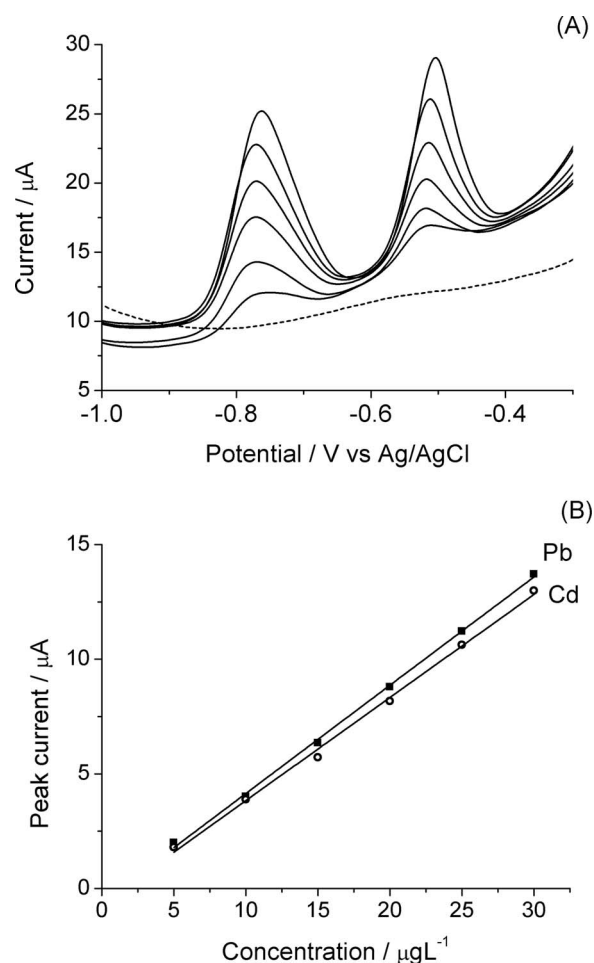 (A)
30
25
20
15
10
5
Current / μA
-1.0
-0.8
-0.6
-0.4
Potential / V vs Ag/AgCl
(B)
15
10
5
0
Peak current / μA
Pb
Cd
0
5
10
15
20
25
30
Concentration / μgL⁻¹